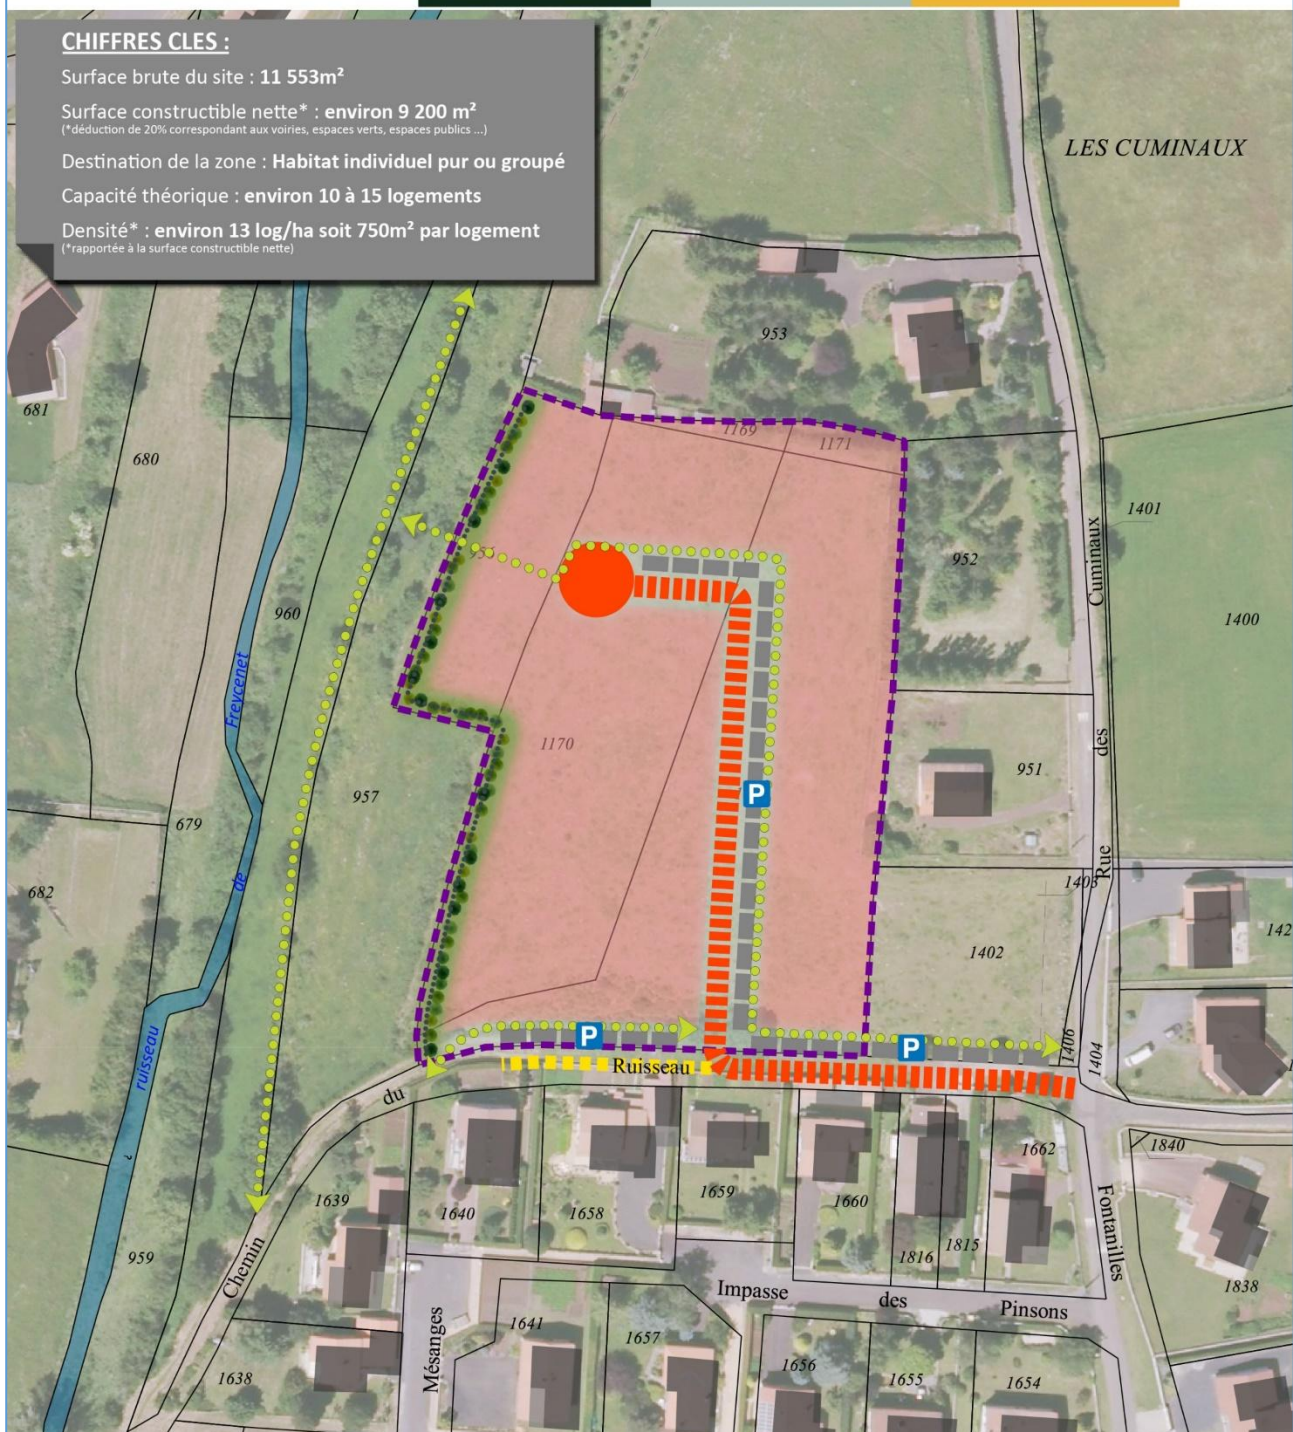 CHIFFRES CLES :
Surface brute du site : 11 553m²
Surface constructible nette* : environ 9 200 m²
(*déduction de 20% correspondant aux voiries, espaces verts, espaces publics ...)
Destination de la zone : Habitat individuel pur ou groupé
Capacité théorique : environ 10 à 15 logements
Densité* : environ 13 log/ha soit 750m² par logement
(*rapportée à la surface constructible nette)
LES CUMINAUX
953
681
1169
1171
680
1401
952
Cuminaux
960
1400
Freycenet
1170
des
951
P
957
679
Rue
de
1403
682
1402
142
ruisseau
P
P
1406
1404
Ruisseau
du
1840
1662
1639
1640
1658
1659
1660
1816
1815
Fontanilles
959
Chemin
1838
Impasse
des
Pinsons
1641
1657
Mésanges
1656
1655
1654
1638